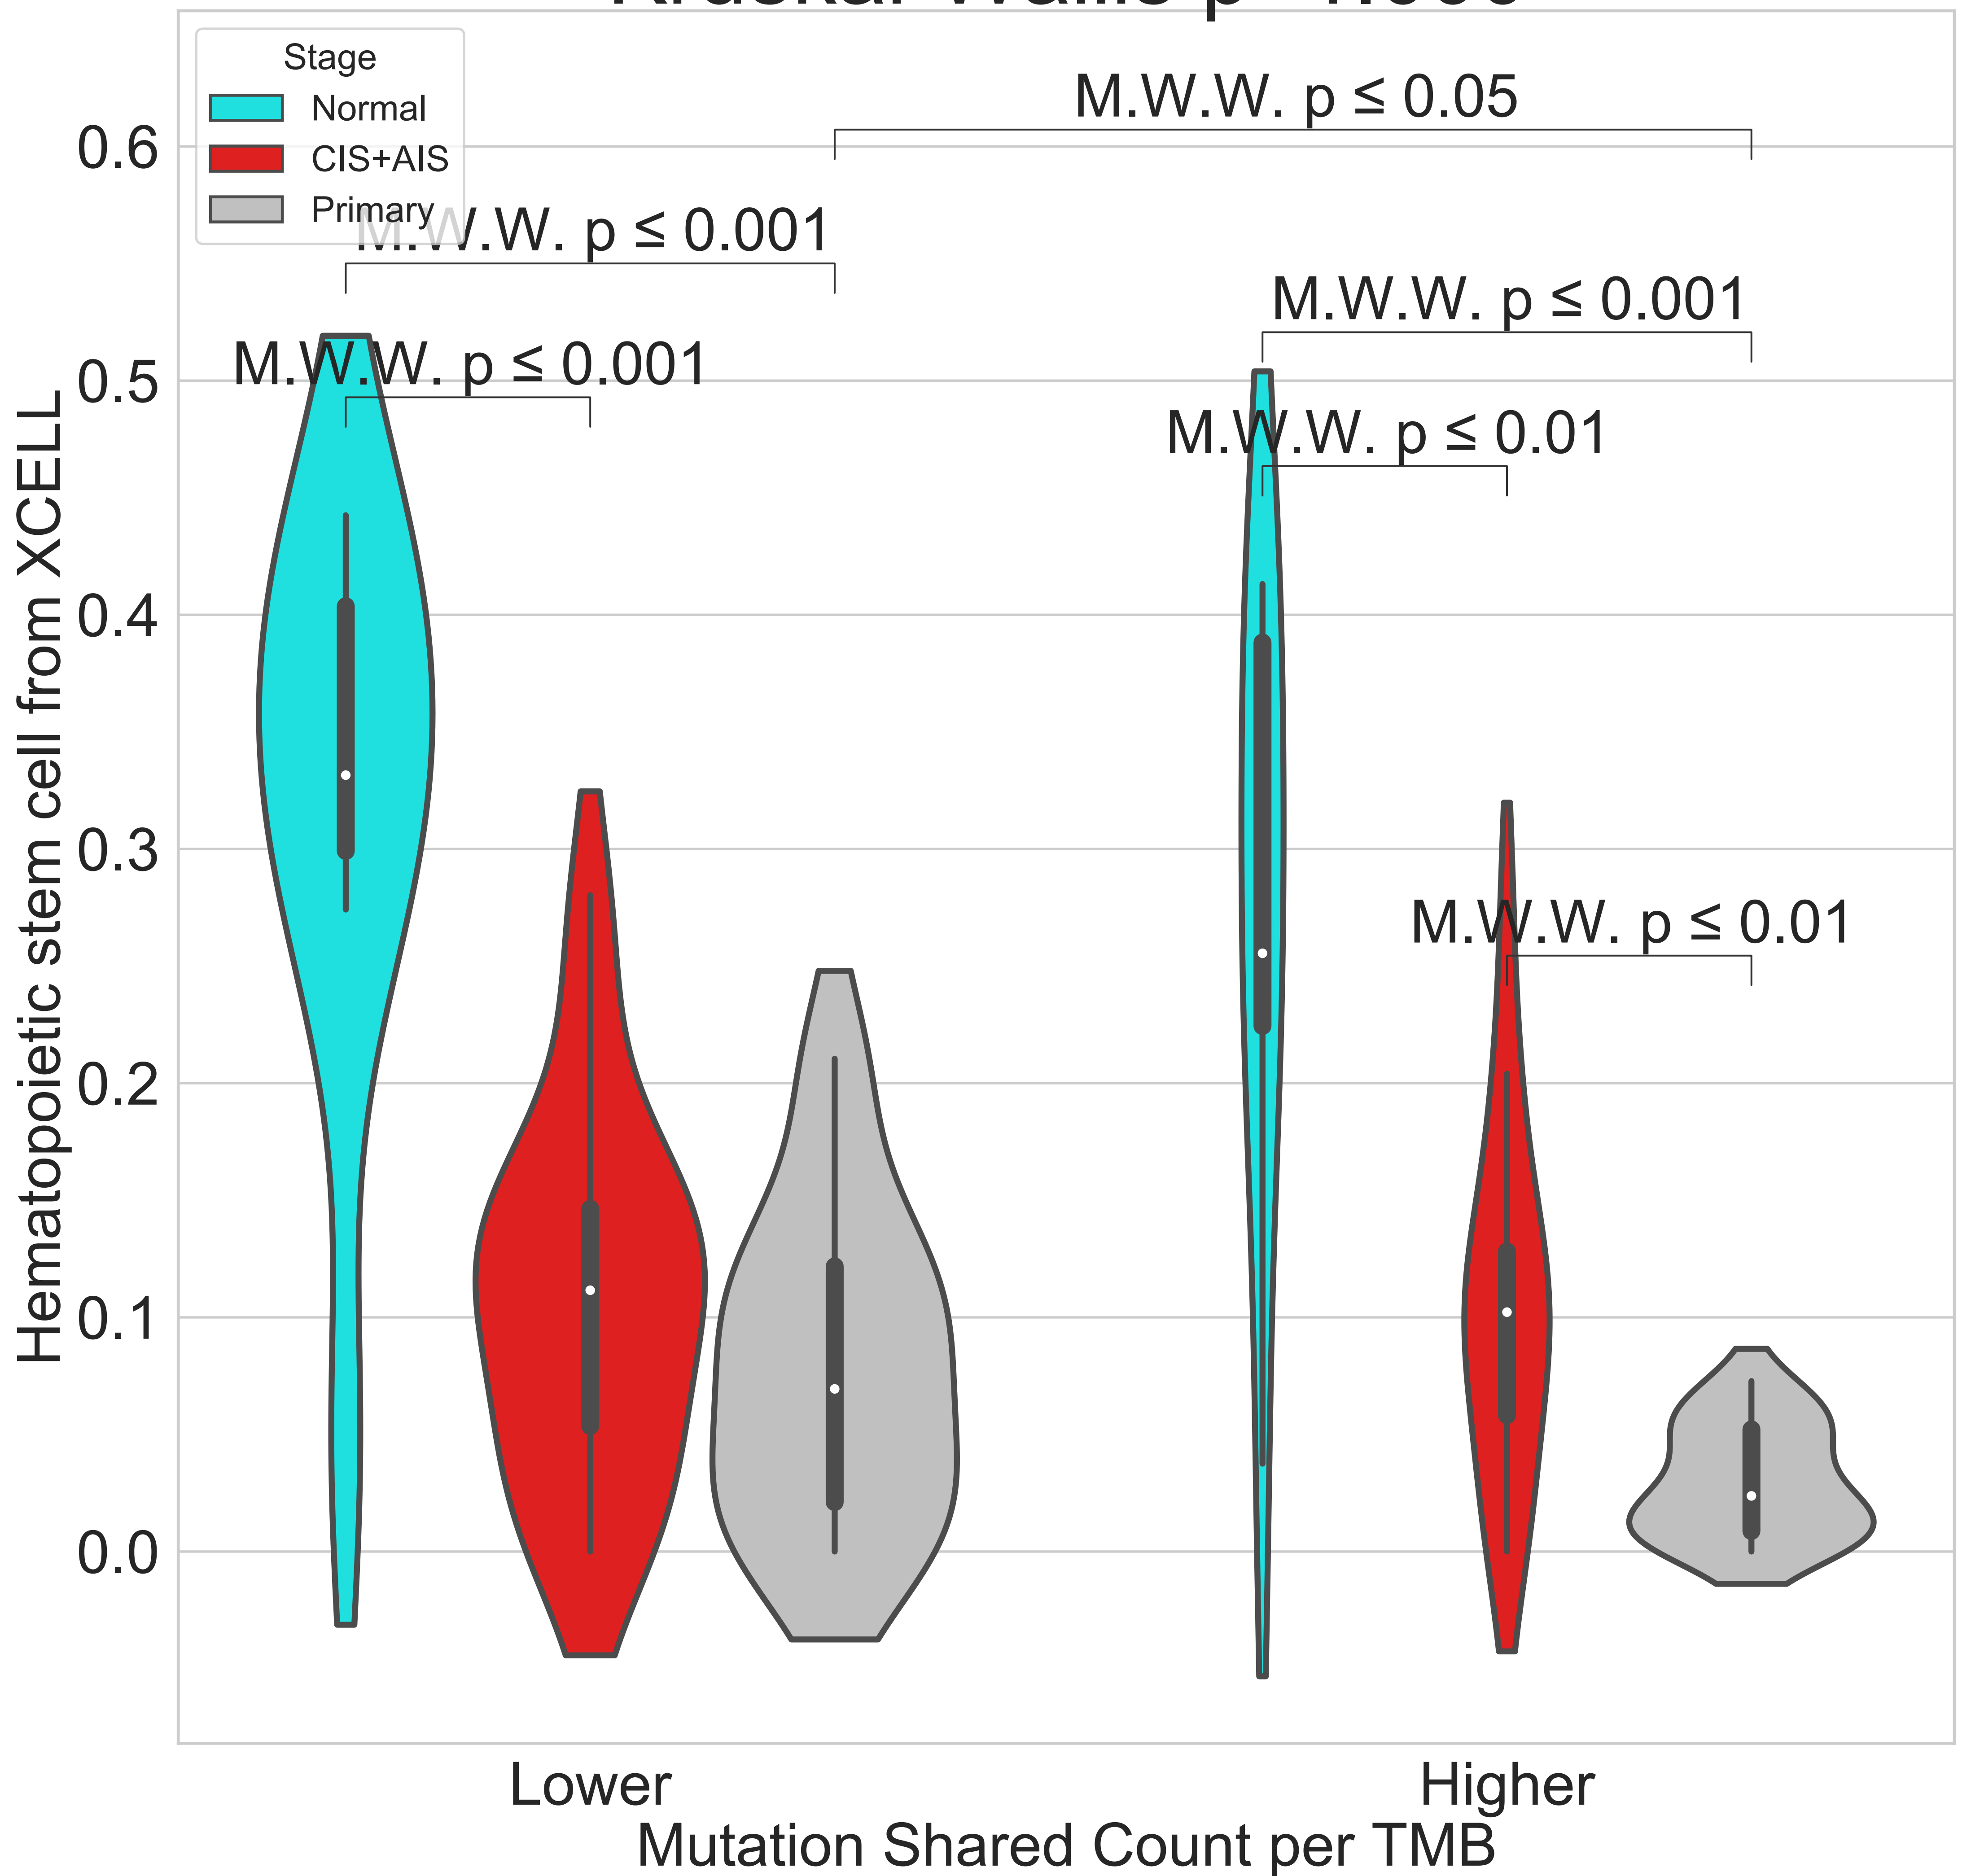 Stage
Normal
CIS+AIS
Primary
M.W.W. p ≤ 0.05
M.W.W. p ≤ 0.001
M.W.W. p ≤ 0.001
M.W.W. p ≤ 0.001
M.W.W. p ≤ 0.01
M.W.W. p ≤ 0.01
0.6
0.5
0.4
0.3
0.2
0.1
0.0
Hematopoietic stem cell from XCELL
Lower
Higher
Mutation Shared Count per TMB